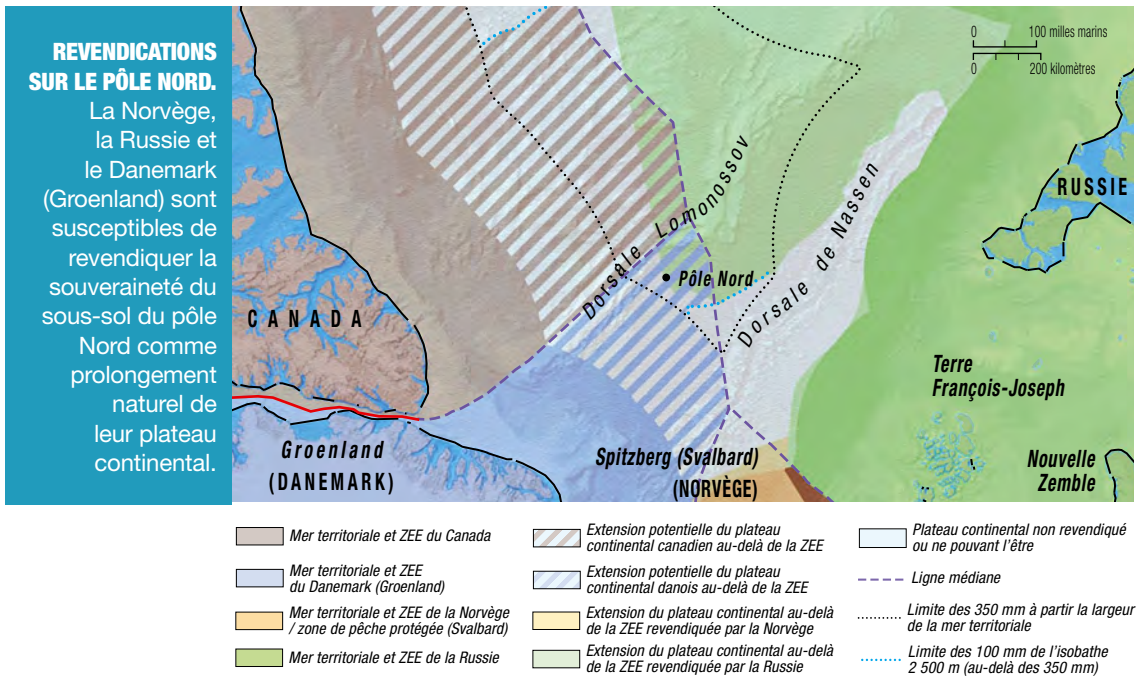 REVENDICATIONS
SUR LE PÔLE NORD.
La Norvège,
la Russie et
le Danemark
(Groenland) sont
susceptibles de
revendiquer la
souveraineté du
sous-sol du pôle
Nord comme
prolongement
naturel de
leur plateau
continental.
0 100 milles marins
0 200 kilomètres
RUSSIE
Dorsale Lomonossov
Dorsale de Nassen
Pôle Nord
CANADA
Terre
François-Joseph
Groenland
(DANEMARK)
Spitzberg (Svalbard)
(NORVÈGE)
Nouvelle
Zemble
Mer territoriale et ZEE du Canada
Mer territoriale et ZEE
du Danemark (Groenland)
Mer territoriale et ZEE de la Norvège
/ zone de pêche protégée (Svalbard)
Mer territoriale et ZEE de la Russie
Extension potentielle du plateau
continental canadien au-delà de la ZEE
Extension potentielle du plateau
continental danois au-delà de la ZEE
Extension du plateau continental au-delà
de la ZEE revendiquée par la Norvège
Extension du plateau continental au-delà
de la ZEE revendiquée par la Russie
Plateau continental non revendiqué
ou ne pouvant l'être
Ligne médiane
Limite des 350 mm à partir la largeur
de la mer territoriale
Limite des 100 mm de l'isobathe
2 500 m (au-delà des 350 mm)